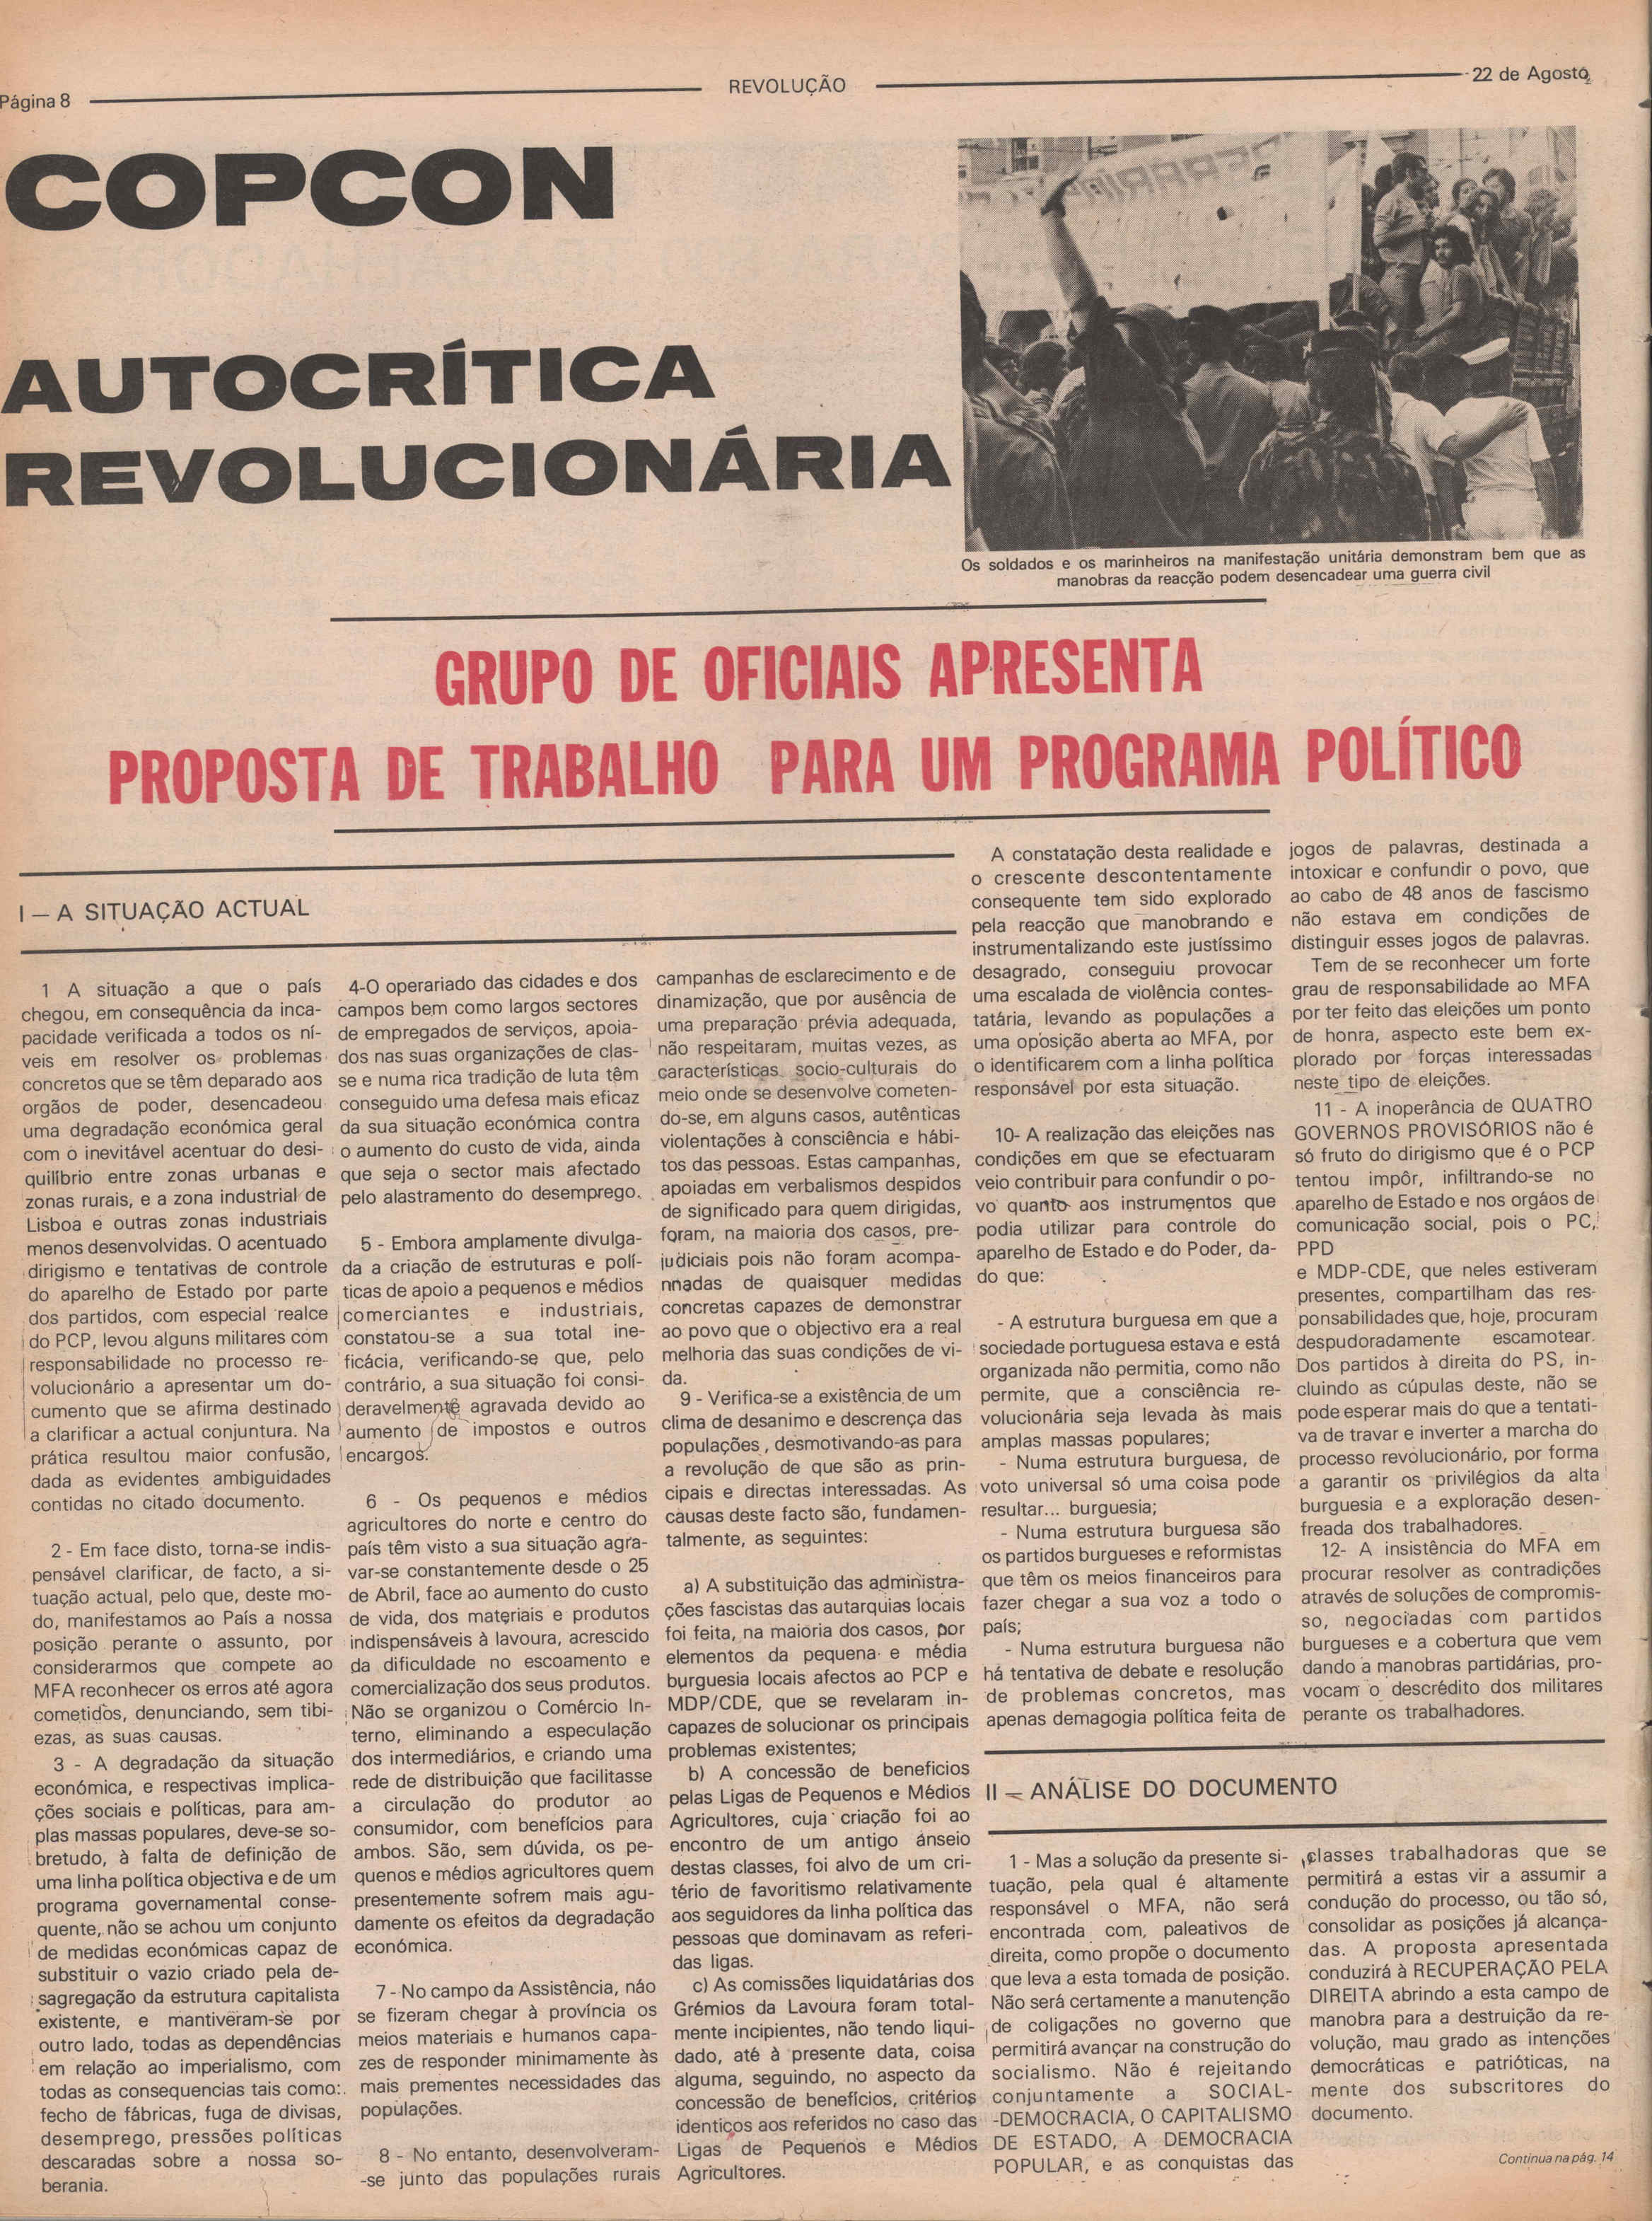 Página 8
REVOLUÇÃO
22 de Agosto
COPCON
AUTOCRÍTICA
REVOLUCIONÁRIA
Os soldados e os marinheiros na manifestação unitária demonstram bem que as
manobras da reacção podem desencadear uma guerra civil
GRUPO DE OFICIAIS APRESENTA
PROPOSTA DE TRABALHO PARA UM PROGRAMA POLÍTICO
I — A SITUAÇÃO ACTUAL
1 A situação a que o país
chegou, em consequência da inca-
pacidade verificada a todos os ní-
veis em resolver os problemas
concretos que se têm deparado aos
orgãos de poder, desencadeou
uma degradação económica geral
com o inevitável acentuar do desi-
quilíbrio entre zonas urbanas e
zonas rurais, e a zona industrial de
Lisboa e outras zonas industriais
menos desenvolvidas. O acentuado
dirigismo e tentativas de controle
do aparelho de Estado por parte
dos partidos, com especial realce
do PCP, levou alguns militares com
responsabilidade no processo re-
volucionário a apresentar um do-
cumento que se afirma destinado
a clarificar a actual conjuntura. Na
prática resultou maior confusão,
dada as evidentes ambiguidades
contidas no citado documento.
2 - Em face disto, torna-se indis-
pensável clarificar, de facto, a si-
tuação actual, pelo que, deste mo-
do, manifestamos ao País a nossa
posição perante o assunto, por
considerarmos que compete ao
MFA reconhecer os erros até agora
cometidos, denunciando, sem tibi-
ezas, as suas causas.
3 - A degradação da situação
económica, e respectivas implica-
ções sociais e políticas, para am-
plas massas populares, deve-se so-
bretudo, à falta de definição de
uma linha política objectiva e de um
programa governamental conse-
quente, não se achou um conjunto
de medidas económicas capaz de
substituir o vazio criado pela de-
sagregação da estrutura capitalista
existente, e mantiveram-se por
outro lado, todas as dependências
em relação ao imperialismo, com
todas as consequencias tais como:
fecho de fábricas, fuga de divisas,
desemprego, pressões políticas
descaradas sobre a nossa so-
berania.
4-O operariado das cidades e dos
campos bem como largos sectores
de empregados de serviços, apoia-
dos nas suas organizações de clas-
se e numa rica tradição de luta têm
conseguido uma defesa mais eficaz
da sua situação económica contra
o aumento do custo de vida, ainda
que seja o sector mais afectado
pelo alastramento do desemprego.
5 - Embora amplamente divulga-
da a criação de estruturas e polí-
ticas de apoio a pequenos e médios
comerciantes e industriais,
constatou-se a sua total ine-
ficácia, verificando-se que, pelo
contrário, a sua situação foi consi-
deravelmente agravada devido ao
aumento de impostos e outros
encargos.
6 - Os pequenos e médios
agricultores do norte e centro do
país têm visto a sua situação agra-
var-se constantemente desde o 25
de Abril, face ao aumento do custo
de vida, dos materiais e produtos
indispensáveis à lavoura, acrescido
da dificuldade no escoamento e
comercialização dos seus produtos.
Não se organizou o Comércio In-
terno, eliminando a especulação
dos intermediários, e criando uma
rede de distribuição que facilitasse
a circulação do produtor ao
consumidor, com benefícios para
ambos. São, sem dúvida, os pe-
quenos e médios agricultores quem
presentemente sofrem mais agu-
damente os efeitos da degradação
económica.
7 - No campo da Assistência, náo
se fizeram chegar à província os
meios materiais e humanos capa-
zes de responder minimamente às
mais prementes necessidades das
populações.
8 - No entanto, desenvolveram-
-se junto das populações rurais
campanhas de esclarecimento e de
dinamização, que por ausência de
uma preparação prévia adequada,
não respeitaram, muitas vezes, as
características socio-culturais do
meio onde se desenvolve cometen-
do-se, em alguns casos, autênticas
violentações à consciência e hábi-
tos das pessoas. Estas campanhas,
apoiadas em verbalismos despidos
de significado para quem dirigidas,
foram, na maioria dos casos, pre-
judiciais pois não foram acompa-
nnadas de quaisquer medidas
concretas capazes de demonstrar
ao povo que o objectivo era a real
melhoria das suas condições de vi-
da.
9 - Verifica-se a existência de um
clima de desanimo e descrença das
populações, desmotivando-as para
a revolução de que são as prin-
cipais e directas interessadas. As
causas deste facto são, fundamen-
talmente, as seguintes:
a) A substituição das administra-
ções fascistas das autarquias locais
foi feita, na maioria dos casos, por
elementos da pequena e média
burguesia locais afectos ao PCP e
MDP/CDE, que se revelaram in-
capazes de solucionar os principais
problemas existentes;
b) A concessão de beneficios
pelas Ligas de Pequenos e Médios
Agricultores, cuja criação foi ao
encontro de um antigo ânseio
destas classes, foi alvo de um cri-
tério de favoritismo relativamente
aos seguidores da linha política das
pessoas que dominavam as referi-
das ligas.
c) As comissões liquidatárias dos
Grémios da Lavoura foram total-
mente incipientes, não tendo liqui-
dado, até à presente data, coisa
alguma, seguindo, no aspecto da
concessão de benefícios, critérios
identicos aos referidos no caso das
Ligas de Pequenos e Médios
Agricultores.
A constatação desta realidade e
o crescente descontentamente
consequente tem sido explorado
pela reacção que manobrando e
instrumentalizando este justíssimo
desagrado, conseguiu provocar
uma escalada de violência contes-
tatária, levando as populações a
uma oposição aberta ao MFA, por
o identificarem com a linha política
responsável por esta situação.
10- A realização das eleições nas
condições em que se efectuaram
veio contribuir para confundir o po-
vo quanto aos instrumentos que
podia utilizar para controle do
aparelho de Estado e do Poder, da-
do que:
- A estrutura burguesa em que a
sociedade portuguesa estava e está
organizada não permitia, como não
permite, que a consciência re-
volucionária seja levada às mais
amplas massas populares;
- Numa estrutura burguesa, de
voto universal só uma coisa pode
resultar... burguesia;
- Numa estrutura burguesa são
os partidos burgueses e reformistas
que têm os meios financeiros para
fazer chegar a sua voz a todo o
país;
- Numa estrutura burguesa não
há tentativa de debate e resolução
de problemas concretos, mas
apenas demagogia política feita de
jogos de palavras, destinada a
intoxicar e confundir o povo, que
ao cabo de 48 anos de fascismo
não estava em condições de
distinguir esses jogos de palavras.
Tem de se reconhecer um forte
grau de responsabilidade ao MFA
por ter feito das eleições um ponto
de honra, aspecto este bem ex-
plorado por forças interessadas
neste tipo de eleições.
11 - A inoperância de QUATRO
GOVERNOS PROVISÓRIOS não é
só fruto do dirigismo que é o PCP
tentou impôr, infiltrando-se no
aparelho de Estado e nos orgáos de
comunicação social, pois o PC,
PPD
e MDP-CDE, que neles estiveram
presentes, compartilham das res-
ponsabilidades que, hoje, procuram
despudoradamente escamotear.
Dos partidos à direita do PS, in-
cluindo as cúpulas deste, não se
pode esperar mais do que a tentati-
va de travar e inverter a marcha do
processo revolucionário, por forma
a garantir os privilégios da alta
burguesia e a exploração desen-
freada dos trabalhadores.
12- A insistência do MFA em
procurar resolver as contradições
através de soluções de compromis-
so, negociadas com partidos
burgueses e a cobertura que vem
dando a manobras partidárias, pro-
vocam o descrédito dos militares
perante os trabalhadores.
II — ANÁLISE DO DOCUMENTO
1 - Mas a solução da presente si-
tuação, pela qual é altamente
responsável o MFA, não será
encontrada com, paleativos de
direita, como propõe o documento
que leva a esta tomada de posição.
Não será certamente a manutenção
de coligações no governo que
permitirá avançar na construção do
socialismo. Não é rejeitando
conjuntamente a SOCIAL-
-DEMOCRACIA, O CAPITALISMO
DE ESTADO, A DEMOCRACIA
POPULAR, e as conquistas das
classes trabalhadoras que se
permitirá a estas vir a assumir a
condução do processo, ou tão só,
consolidar as posições já alcança-
das. A proposta apresentada
conduzirá à RECUPERAÇÃO PELA
DIREITA abrindo a esta campo de
manobra para a destruição da re-
volução, mau grado as intenções
democráticas e patrióticas, na
mente dos subscritores do
documento.
Continua na pág. 14